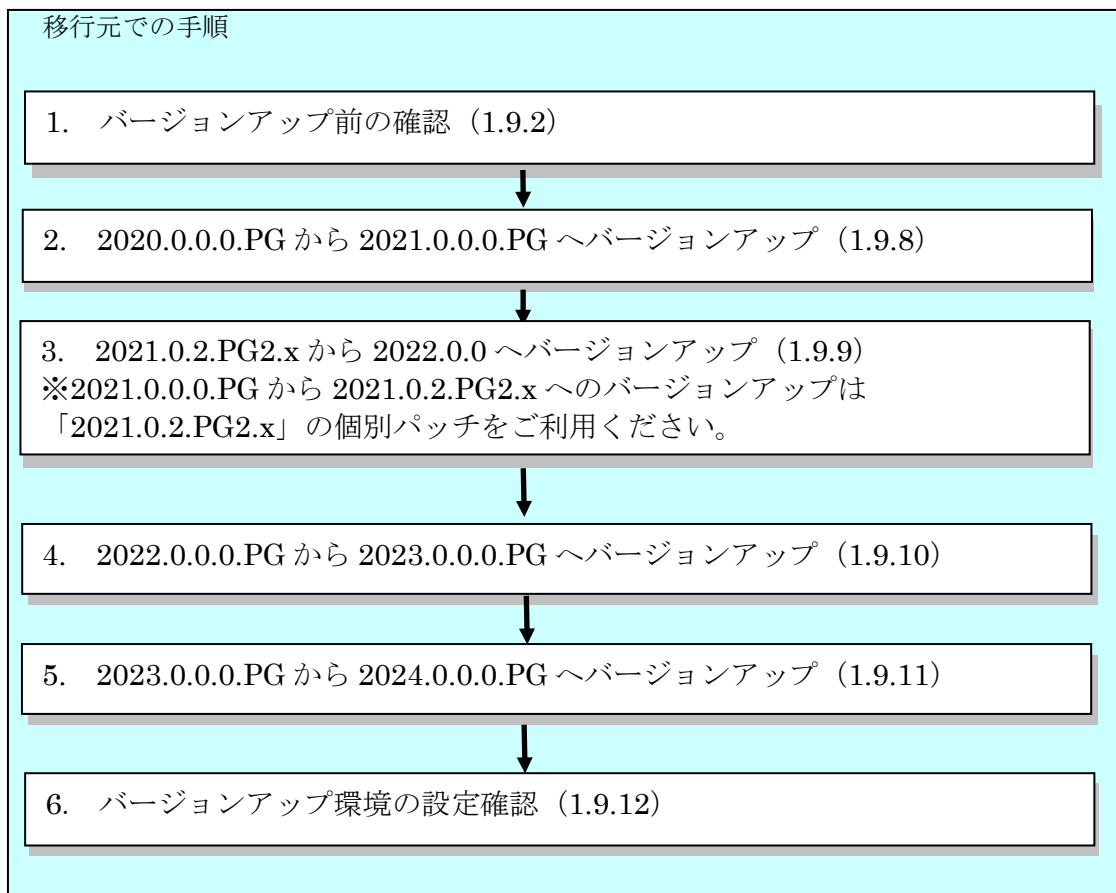 移行元での手順
1. バージョンアップ前の確認（1.9.2）
2. 2020.0.0.0.PG から 2021.0.0.0.PG へバージョンアップ（1.9.8）
3. 2021.0.2.PG2.x から 2022.0.0 へバージョンアップ（1.9.9）
※2021.0.0.0.PG から 2021.0.2.PG2.x へのバージョンアップは
「2021.0.2.PG2.x」の個別パッチをご利用ください。
4. 2022.0.0.0.PG から 2023.0.0.0.PG へバージョンアップ（1.9.10）
5. 2023.0.0.0.PG から 2024.0.0.0.PG へバージョンアップ（1.9.11）
6. バージョンアップ環境の設定確認（1.9.12）